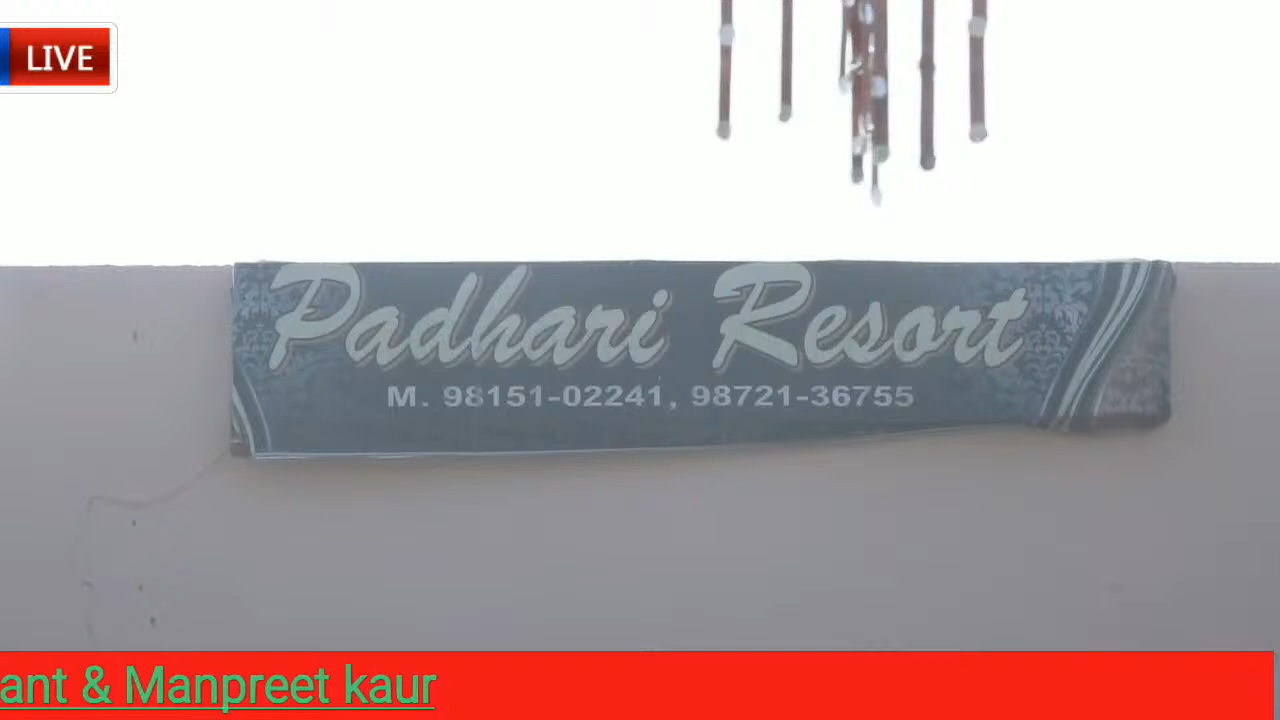 LIVE
Padhari Resort
M. 98151-02241, 98721-36755
ant & Manpreet kaur